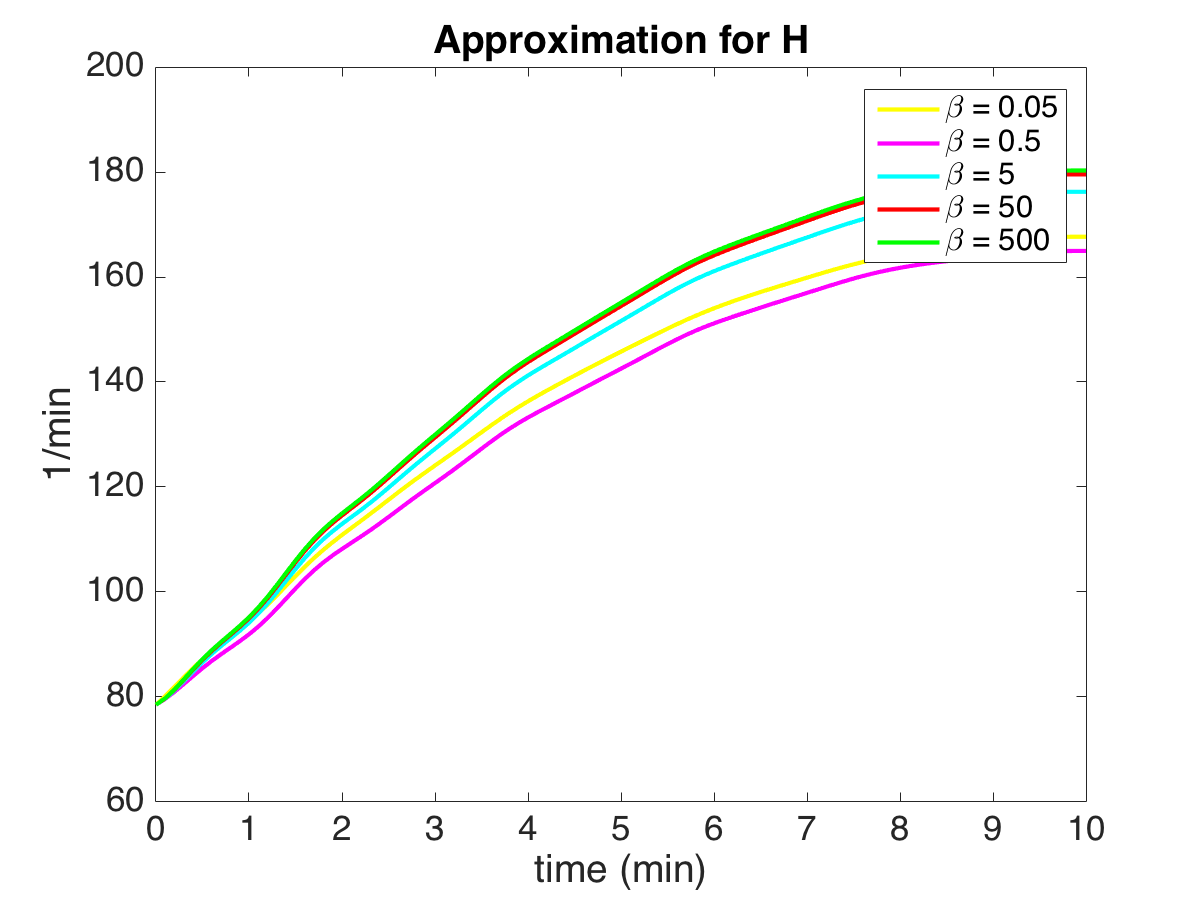 Approximation for H
200
180
160
140
120
100
80
60
1/min
0 1 2 3 4 5 6 7 8 9 10
time (min)
β = 0.05
β = 0.5
β = 5
β = 50
β = 500